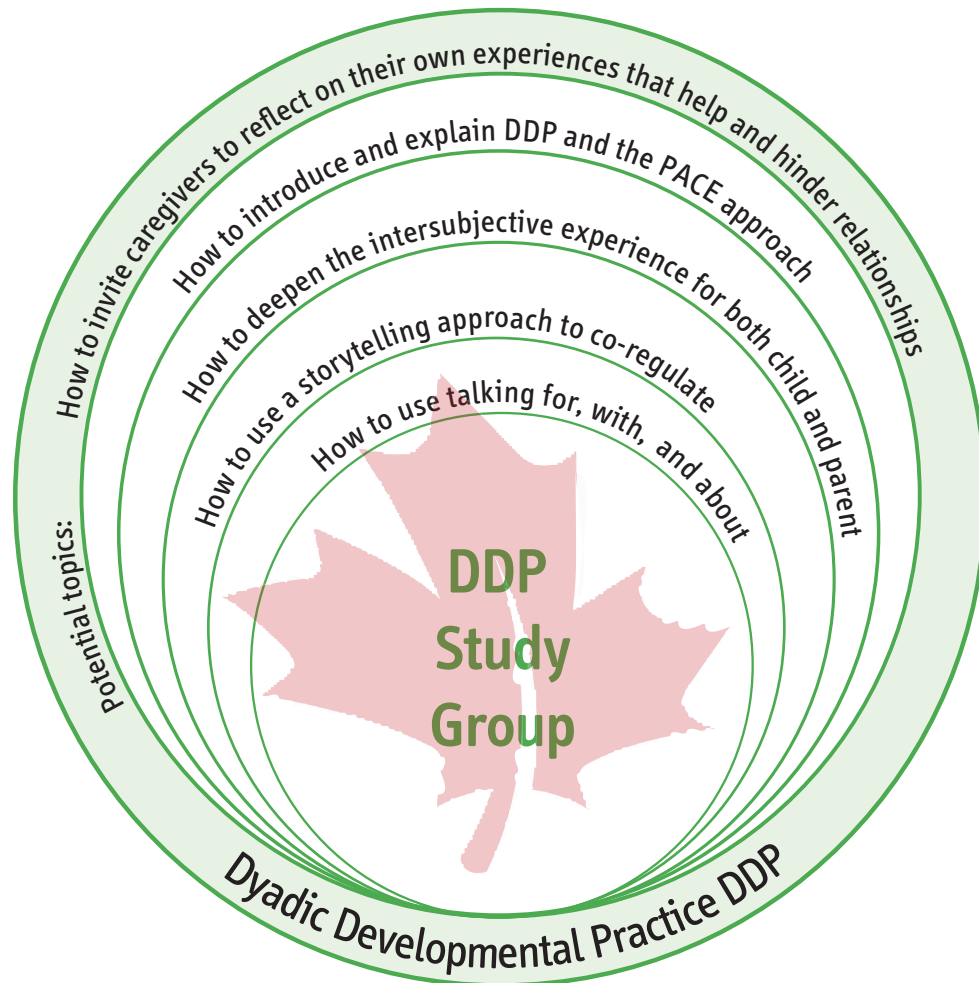 Potential topics:
How to invite caregivers to reflect on their own experiences that help and hinder relationships
How to introduce and explain DDP and the PACE approach
How to deepen the intersubjective experience for both child and parent
How to use a storytelling approach to co-regulate
How to use talking for, with, and about
DDP
Study
Group
Dyadic Developmental Practice DDP